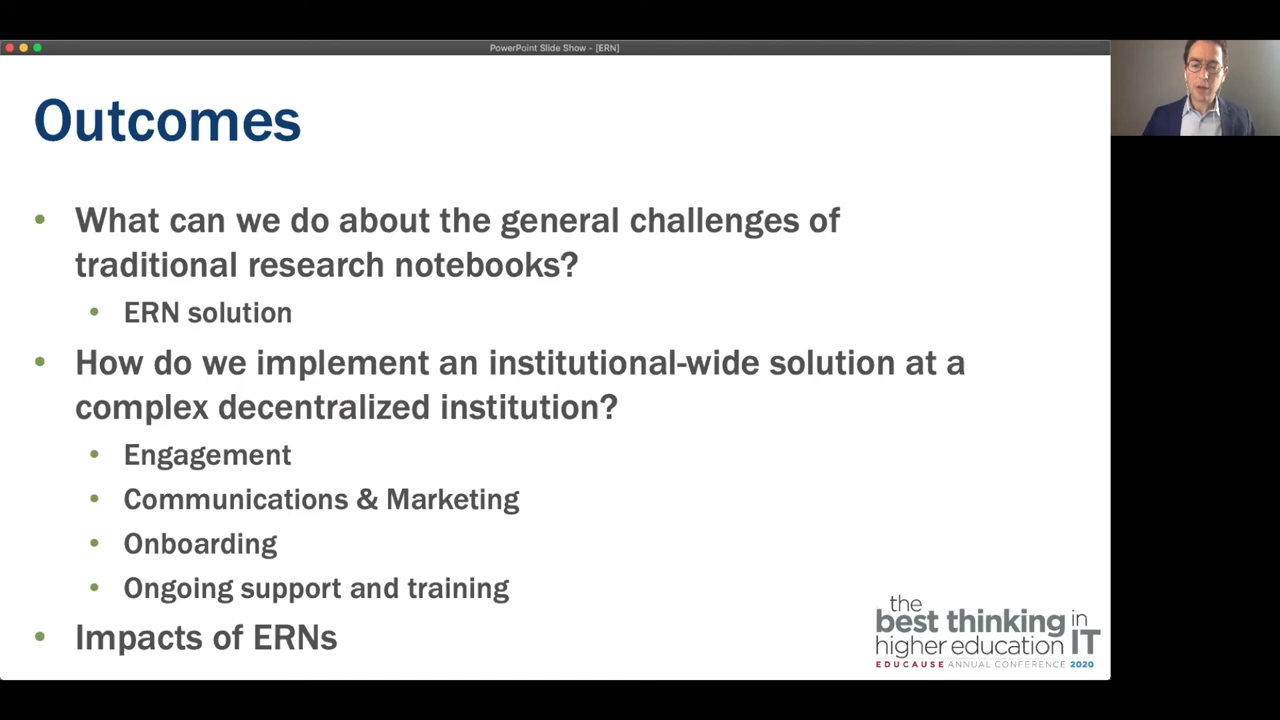 PowerPoint Slide Show - [ERN]
Outcomes
• What can we do about the general challenges of
traditional research notebooks?
• ERN solution
• How do we implement an institutional-wide solution at a
complex decentralized institution?
• Engagement
• Communications & Marketing
• Onboarding
• Ongoing support and training
• Impacts of ERNs
the
best thinking in
higher education IT
EDUCAUSE ANNUAL CONFERENCE 2020